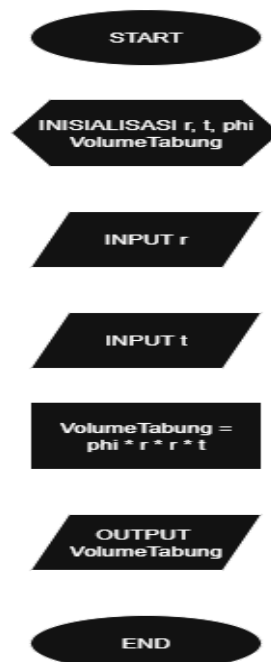 START
INISIALISASI r, t, phi
VolumeTabung
INPUT r
INPUT t
VolumeTabung =
phi * r * r * t
OUTPUT
VolumeTabung
END